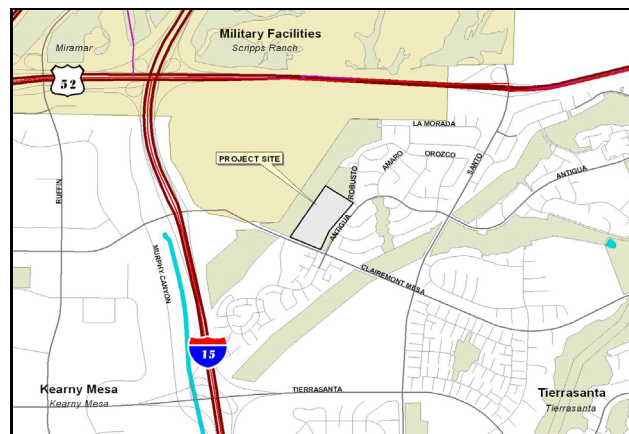 Military Facilities
Miramar
Scripps Ranch
52
LA MORADA
PROJECT SITE
ROBUSTO
AMARO
OROZCO
SANTO
ANTIGUA
RUFFIN
ANTIGUA
MURPHY CANYON
CLAIREMONT MESA
15
Kearny Mesa
Kearny Mesa
TIERRASANTA
Tierrasanta
Tierrasanta